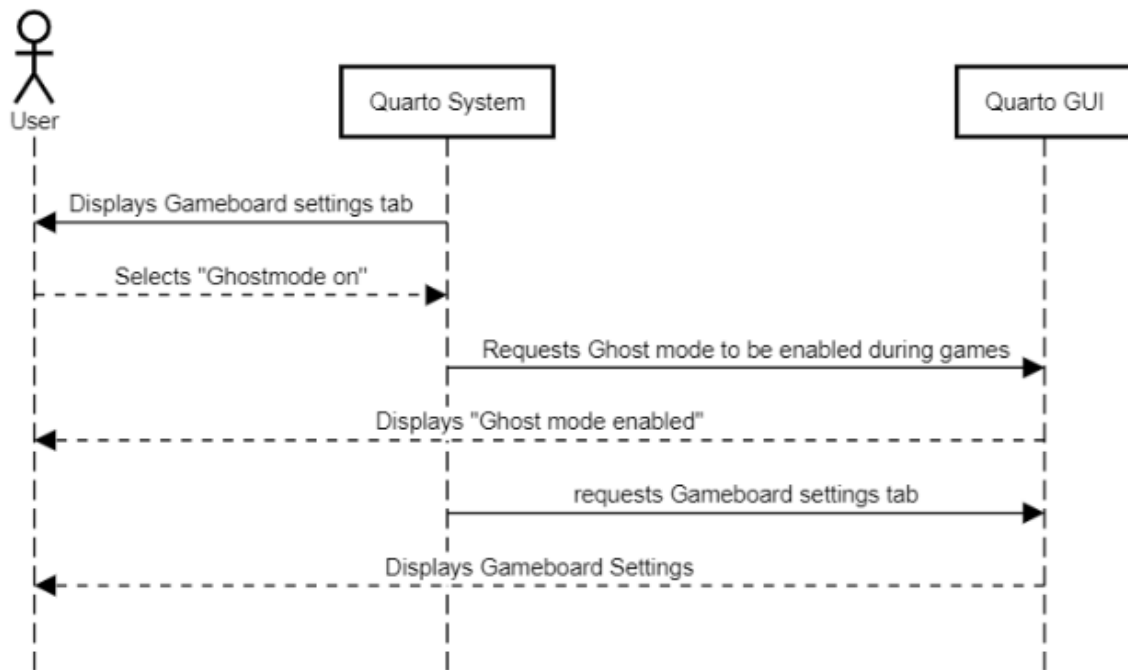 User
Quarto System
Quarto GUI
Displays Gameboard settings tab
Selects "Ghostmode on"
Requests Ghost mode to be enabled during games
Displays "Ghost mode enabled"
requests Gameboard settings tab
Displays Gameboard Settings